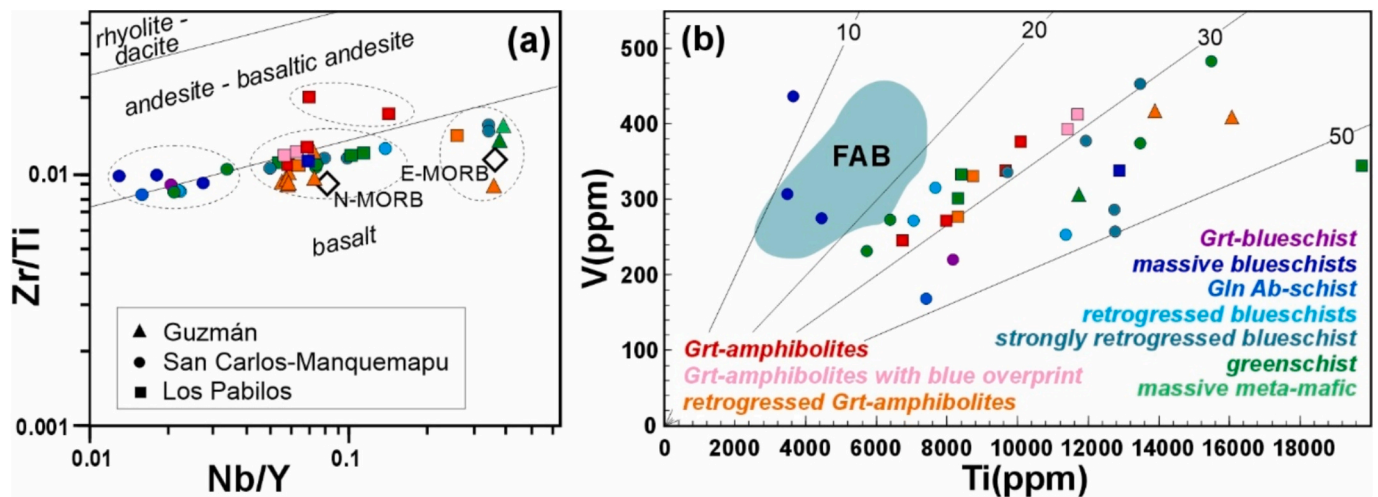 (a)
rhyolite -
dacite
andesite - basaltic andesite
E-MORB
N-MORB
basalt
Guzmán
San Carlos-Manquemapu
Los Pabilos
0.01
0.001
Zr/Ti
0.01
0.1
Nb/Y
(b)
10
20
30
50
FAB
Grt-blueschist
massive blueschists
Gln Ab-schist
retrogressed blueschists
strongly retrogressed blueschist
greenschist
massive meta-mafic
Grt-amphibolites
Grt-amphibolites with blue overprint
retrogressed Grt-amphibolites
500
400
300
200
100
0
V(ppm)
0 2000 4000 6000 8000 10000 12000 14000 16000 18000
Ti(ppm)